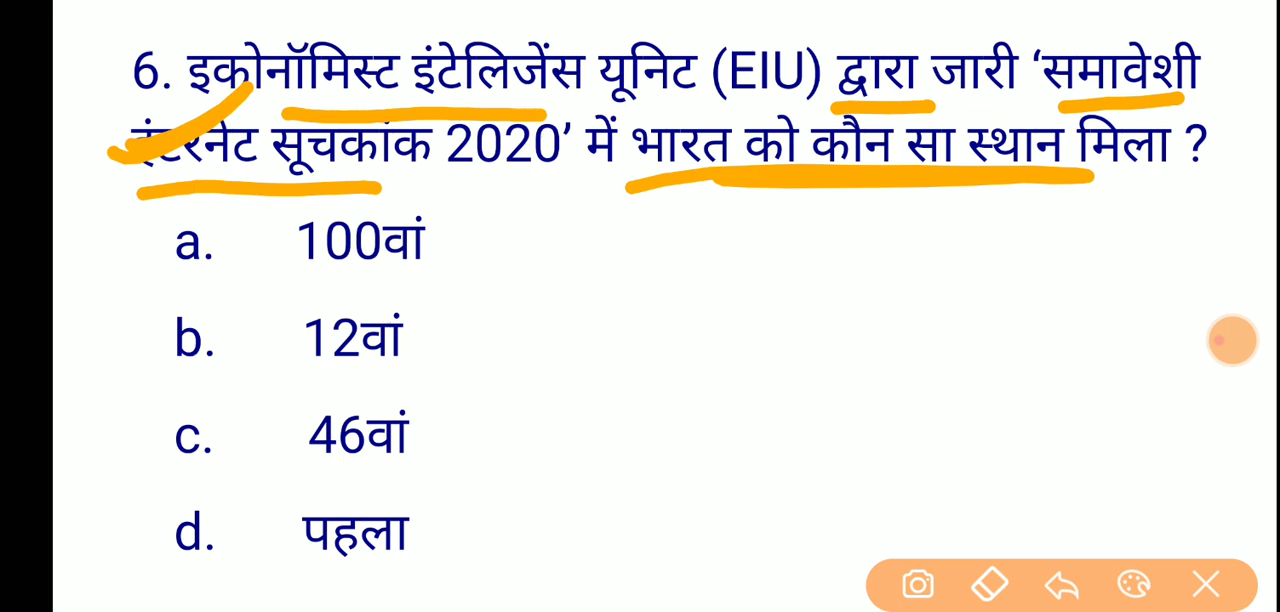 6. इकोनॉमिस्ट इंटेलिजेंस यूनिट (EIU) द्वारा जारी ‘समावेशी
इंटरनेट सूचकांक 2020’ में भारत को कौन सा स्थान मिला ?
a. 100वां
b. 12वां
c. 46वां
d. पहला